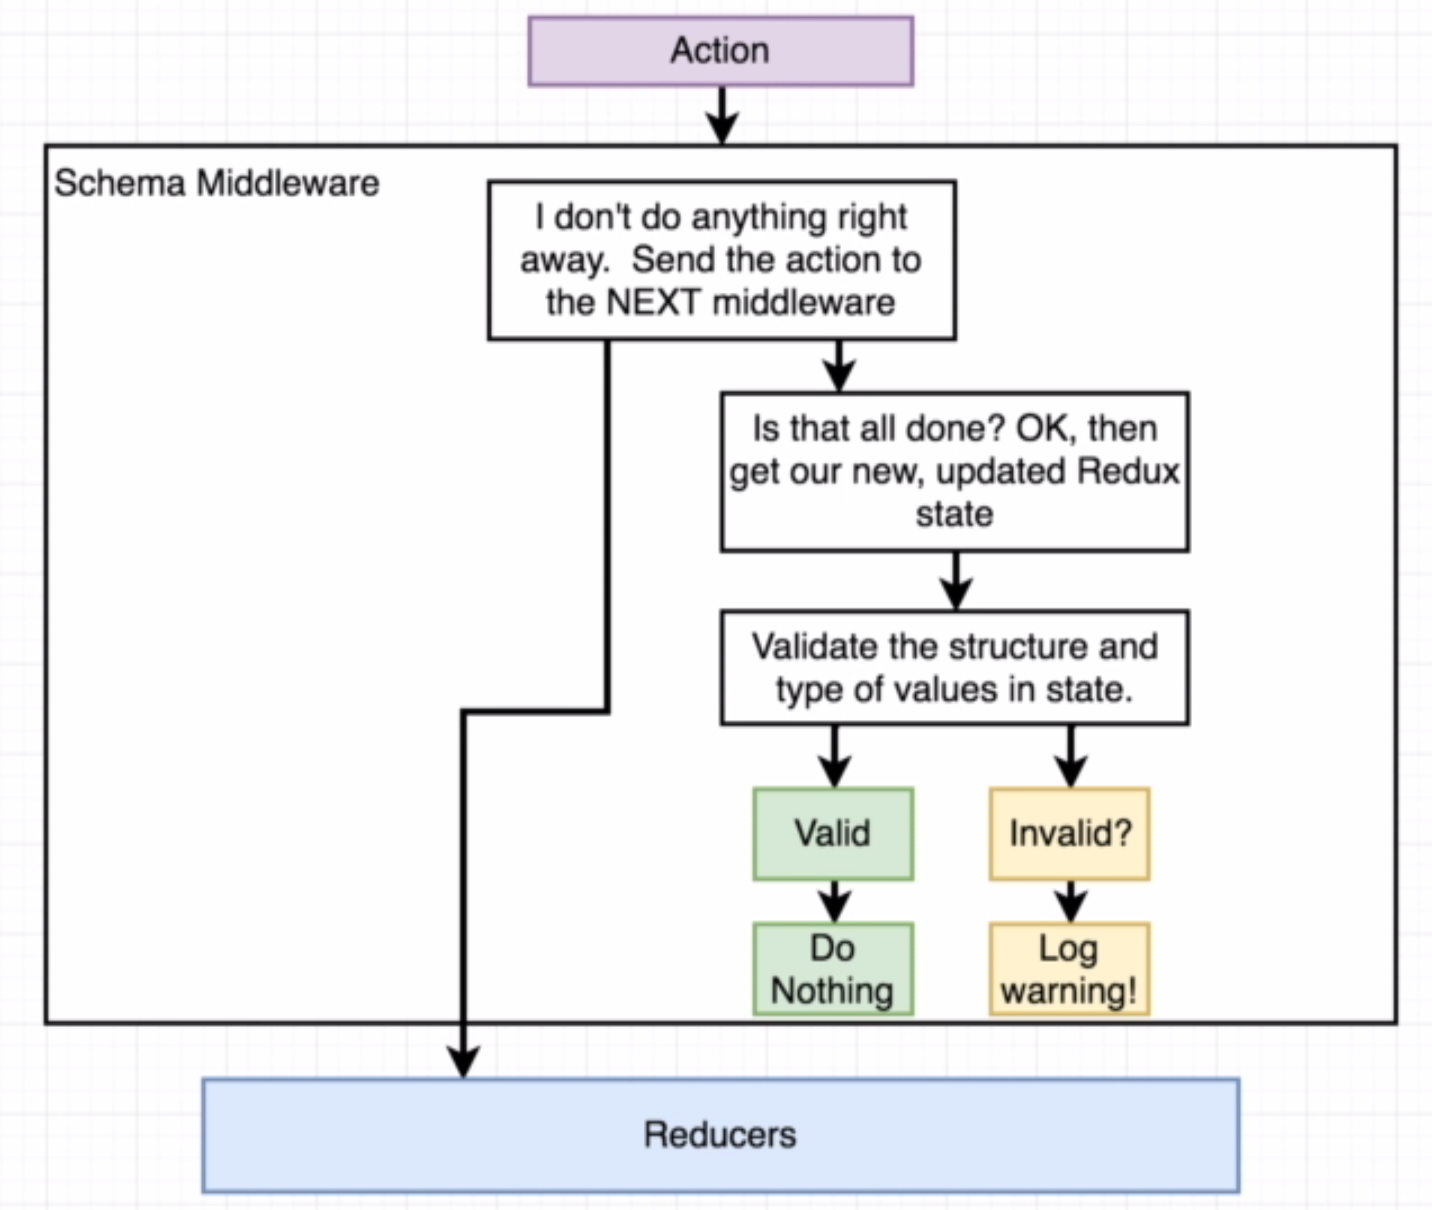 Action
Schema Middleware
I don't do anything right
away.  Send the action to
the NEXT middleware
Is that all done? OK, then
get our new, updated Redux
state
Validate the structure and
type of values in state.
Valid
Invalid?
Do
Nothing
Log
warning!
Reducers